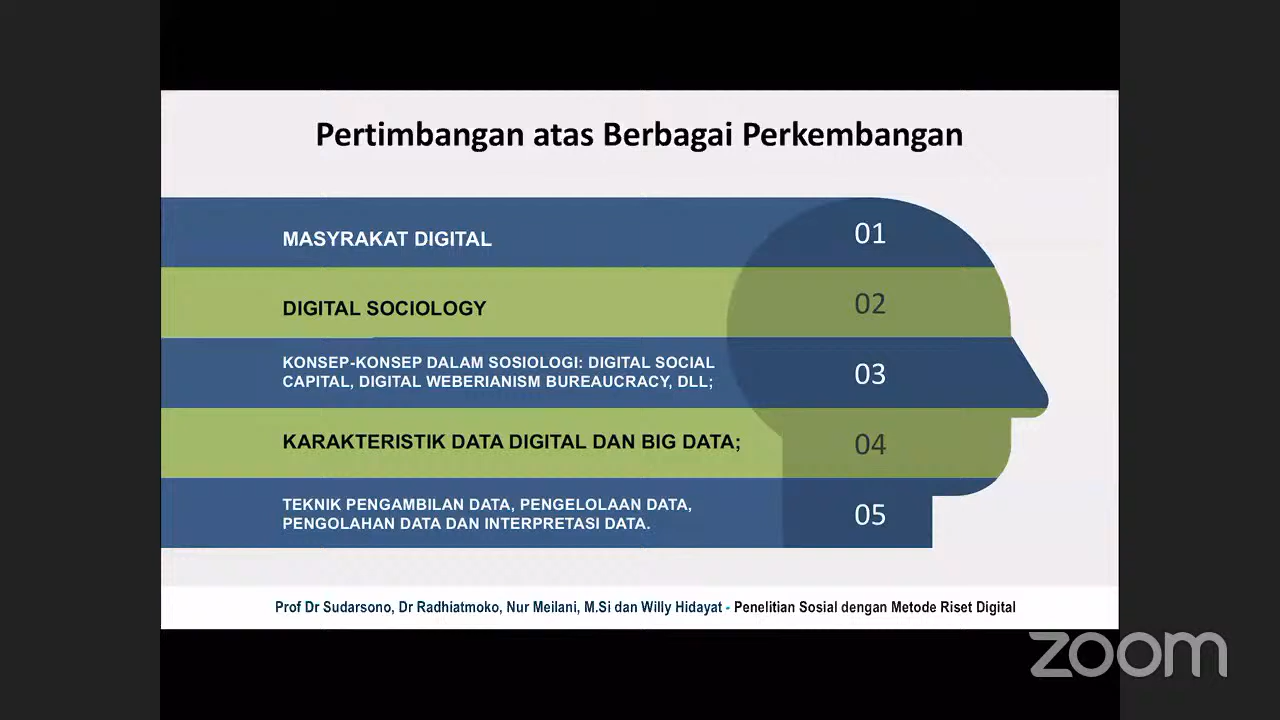 Pertimbangan atas Berbagai Perkembangan
MASYRAKAT DIGITAL
01
DIGITAL SOCIOLOGY
02
KONSEP-KONSEP DALAM SOSIOLOGI: DIGITAL SOCIAL
CAPITAL, DIGITAL WEBERIANISM BUREAUCRACY, DLL;
03
KARAKTERISTIK DATA DIGITAL DAN BIG DATA;
04
TEKNIK PENGAMBILAN DATA, PENGELOLAAN DATA,
PENGOLAHAN DATA DAN INTERPRETASI DATA.
05
Prof Dr Sudarsono, Dr Radhiatmoko, Nur Meilani, M.Si dan Willy Hidayat - Penelitian Sosial dengan Metode Riset Digital
zoom